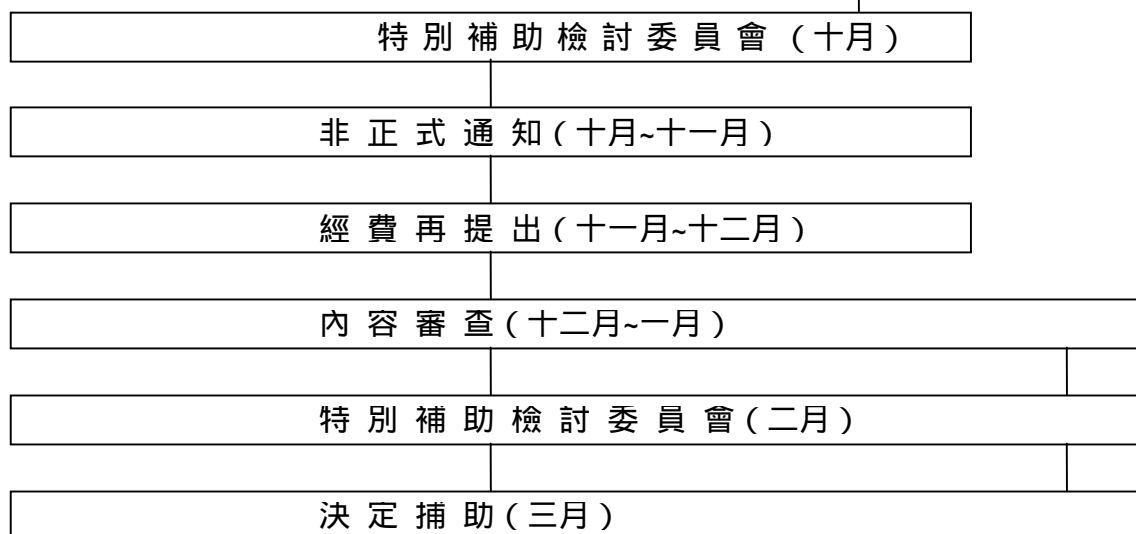 特別補助檢討委員會（十月）
非正式通知（十月~十一月）
經費再提出（十一月~十二月）
內容審查（十二月~一月）
特別補助檢討委員會（二月）
決定捕助（三月）